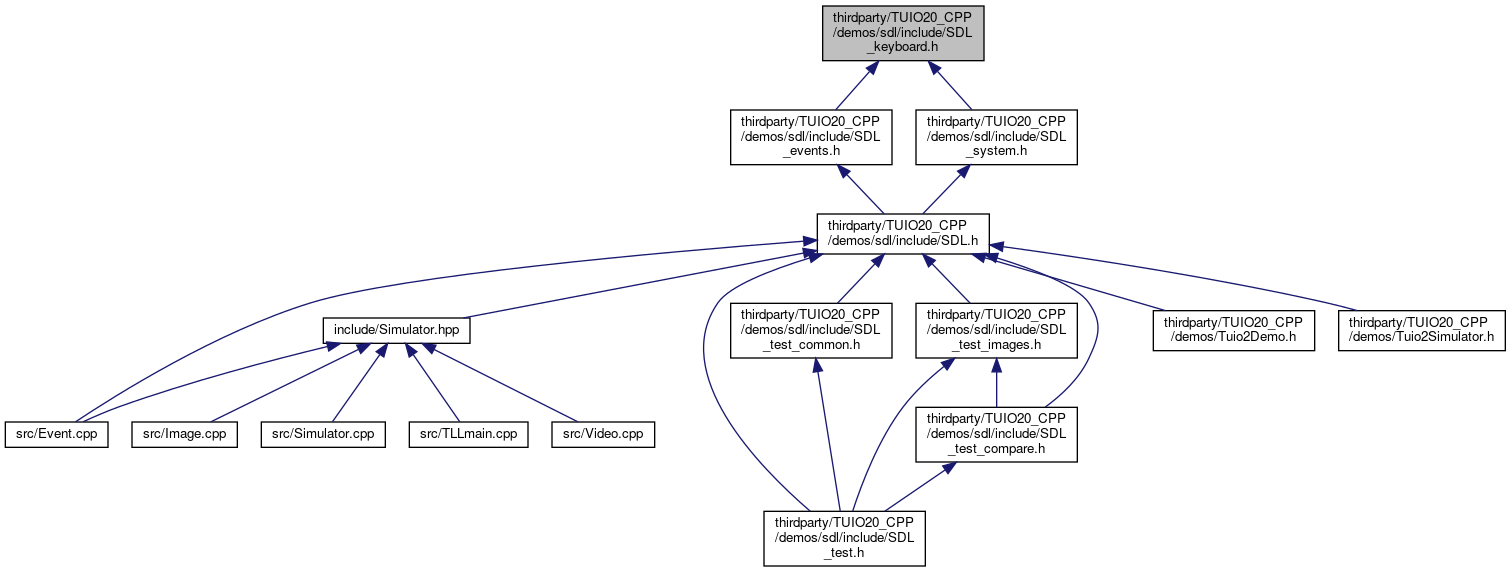 thirdparty/TUIO20_CPP
/demos/sdl/include/SDL
_keyboard.h
thirdparty/TUIO20_CPP
/demos/sdl/include/SDL
_events.h
thirdparty/TUIO20_CPP
/demos/sdl/include/SDL
_system.h
thirdparty/TUIO20_CPP
/demos/sdl/include/SDL.h
include/Simulator.hpp
thirdparty/TUIO20_CPP
/demos/sdl/include/SDL
_test_common.h
thirdparty/TUIO20_CPP
/demos/sdl/include/SDL
_test_images.h
thirdparty/TUIO20_CPP
/demos/Tuio2Demo.h
thirdparty/TUIO20_CPP
/demos/Tuio2Simulator.h
src/Event.cpp
src/Image.cpp
src/Simulator.cpp
src/TLLmain.cpp
src/Video.cpp
thirdparty/TUIO20_CPP
/demos/sdl/include/SDL
_test_compare.h
thirdparty/TUIO20_CPP
/demos/sdl/include/SDL
_test.h